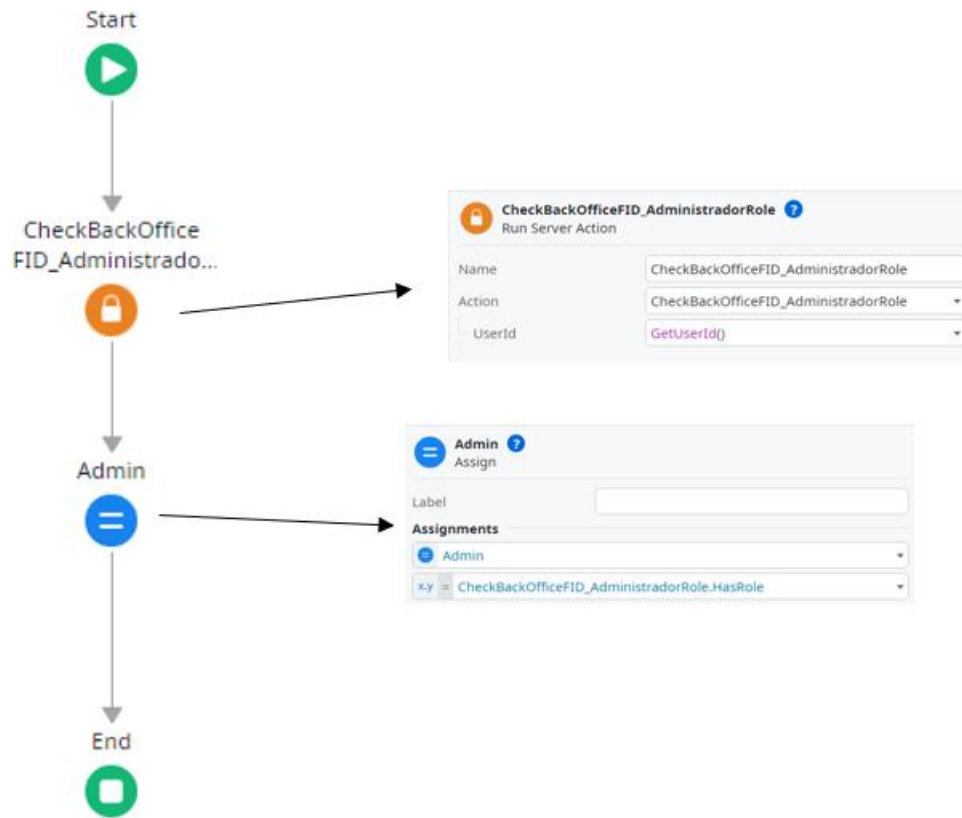 Start
CheckBackOffice
FID_Administrado...
CheckBackOfficeFID_AdministradorRole ?
Run Server Action
Name CheckBackOfficeFID_AdministradorRole
Action CheckBackOfficeFID_AdministradorRole
UserId GetUserId()
Admin
Admin ?
Assign
Label
Assignments
= Admin
x.y = CheckBackOfficeFID_AdministradorRole.HasRole
End